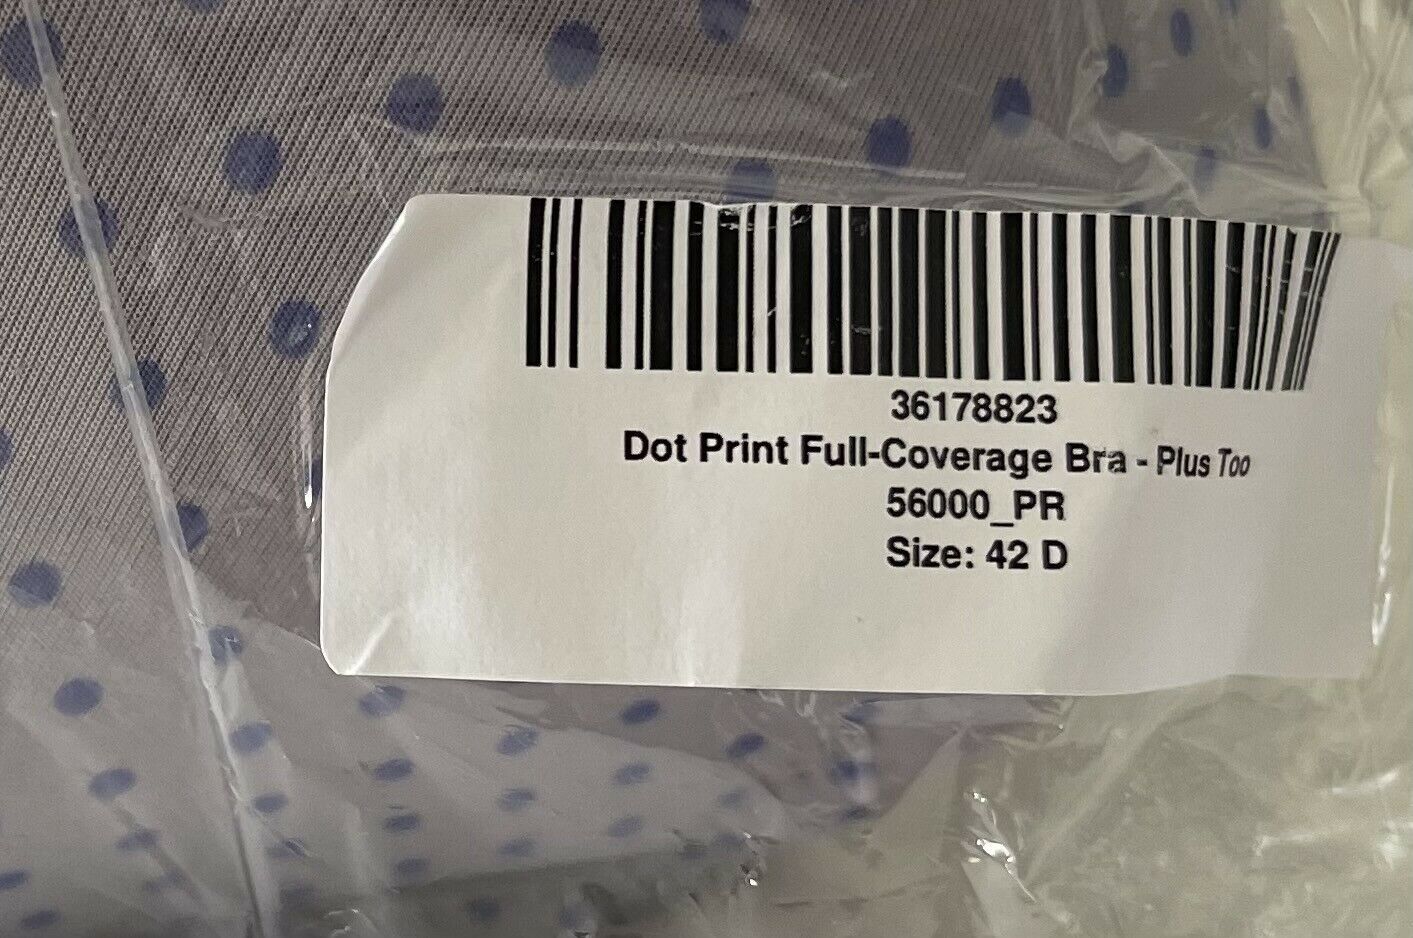 36178823
Dot Print Full-Coverage Bra - Plus Too
56000_PR
Size: 42 D